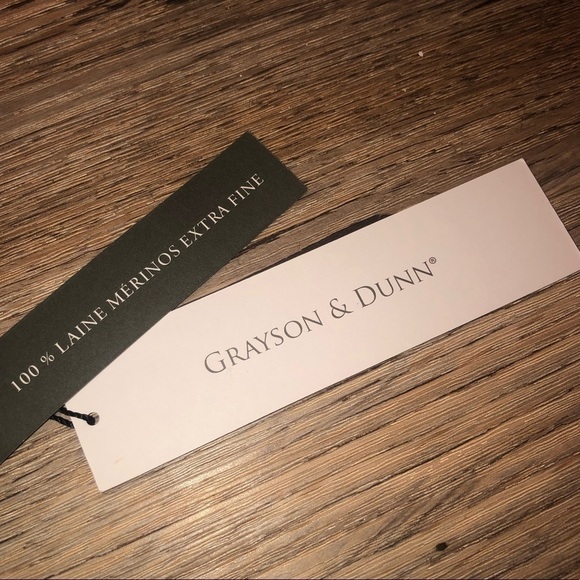 100 % LAINE MÉRINOS EXTRA FINE
GRAYSON & DUNN®